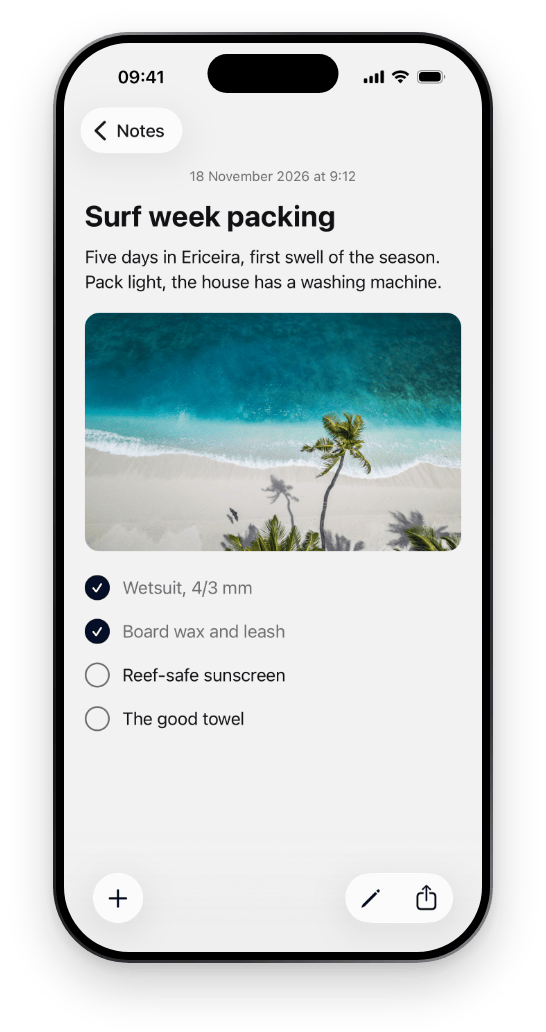 09:41
Notes
18 November 2026 at 9:12
Surf week packing
Five days in Ericeira, first swell of the season.
Pack light, the house has a washing machine.
Wetsuit, 4/3 mm
Board wax and leash
Reef-safe sunscreen
The good towel